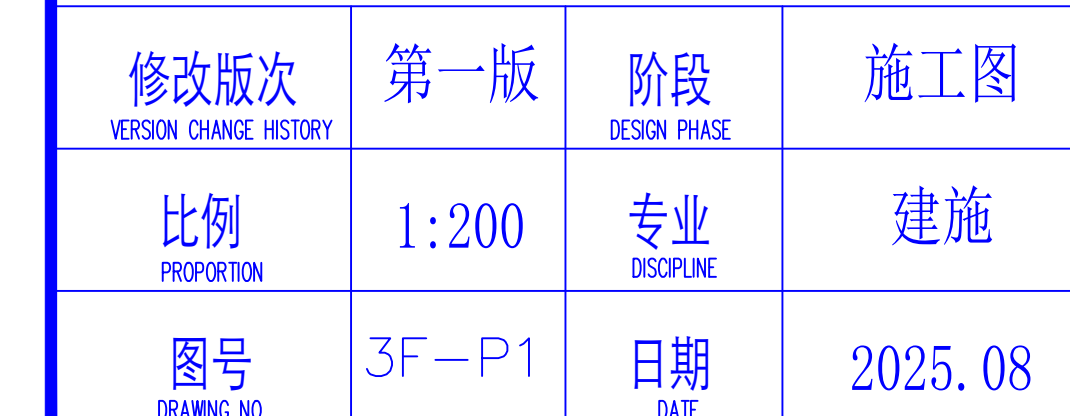 修改版次 第一版 阶段 施工图
VERSION CHANGE HISTORY DESIGN PHASE
比例 1:200 专业 建施
PROPORTION DISCIPLINE
图号 3F-P1 日期 2025.08
DRAWING NO DATE